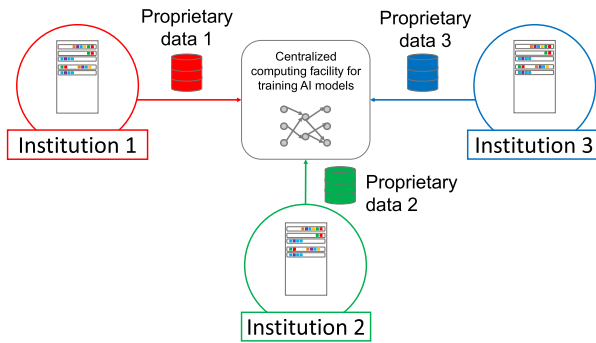 Proprietary
data 1
Centralized
computing facility for
training AI models
Proprietary
data 3
Institution 1
Institution 3
Proprietary
data 2
Institution 2